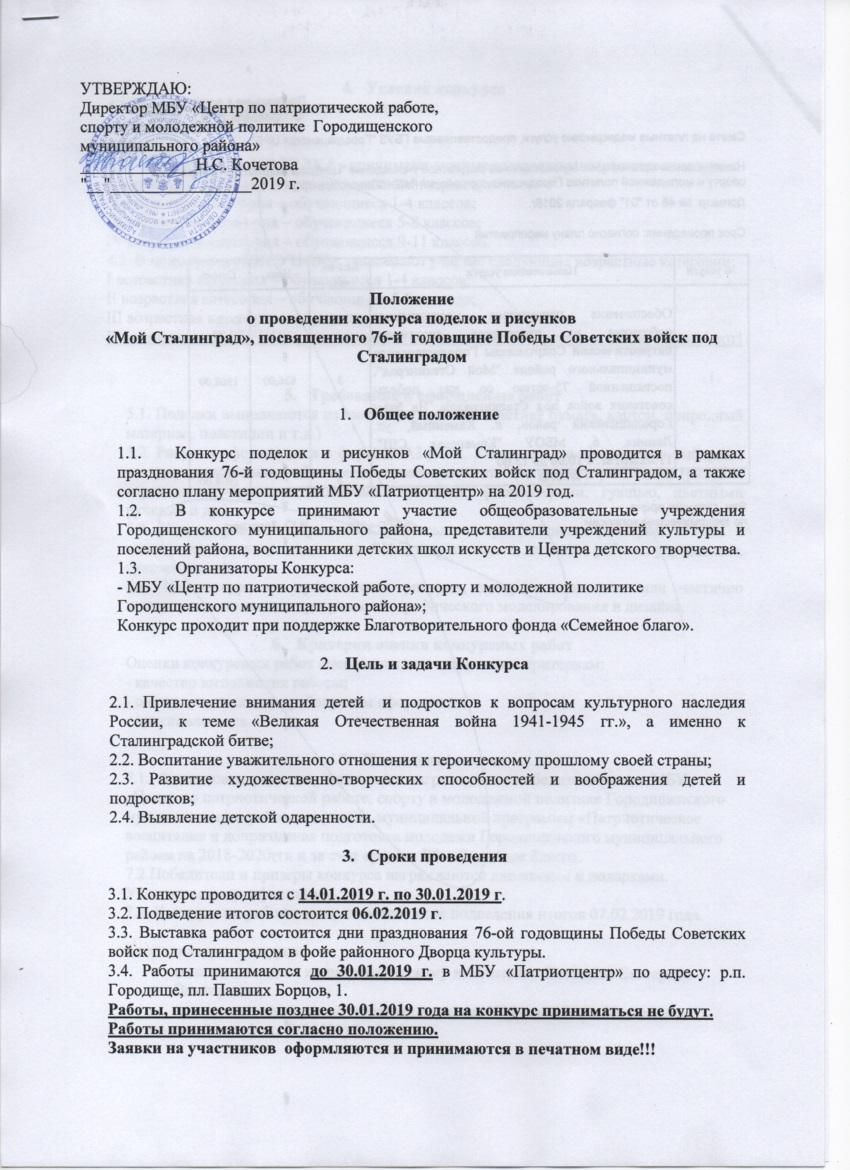 УТВЕРЖДАЮ:
Директор МБУ «Центр по патриотической работе,
спорту и молодежной политике Городищенского
муниципального района»
_____________Н.С. Кочетова
"__"________________2019 г.
Положение
о проведении конкурса поделок и рисунков
«Мой Сталинград», посвященного 76-й годовщине Победы Советских войск под
Сталинградом
1. Общее положение
1.1. Конкурс поделок и рисунков «Мой Сталинград» проводится в рамках
празднования 76-й годовщины Победы Советских войск под Сталинградом, а также
согласно плану мероприятий МБУ «Патриотцентр» на 2019 год.
1.2. В конкурсе принимают участие общеобразовательные учреждения
Городищенского муниципального района, представители учреждений культуры и
поселений района, воспитанники детских школ искусств и Центра детского творчества.
1.3. Организаторы Конкурса:
- МБУ «Центр по патриотической работе, спорту и молодежной политике
Городищенского муниципального района»;
Конкурс проходит при поддержке Благотворительного фонда «Семейное благо».
2. Цель и задачи Конкурса
2.1. Привлечение внимания детей и подростков к вопросам культурного наследия
России, к теме «Великая Отечественная война 1941-1945 гг.», а именно к
Сталинградской битве;
2.2. Воспитание уважительного отношения к героическому прошлому своей страны;
2.3. Развитие художественно-творческих способностей и воображения детей и
подростков;
2.4. Выявление детской одаренности.
3. Сроки проведения
3.1. Конкурс проводится с 14.01.2019 г. по 30.01.2019 г.
3.2. Подведение итогов состоится 06.02.2019 г.
3.3. Выставка работ состоится дни празднования 76-ой годовщины Победы Советских
войск под Сталинградом в фойе районного Дворца культуры.
3.4. Работы принимаются до 30.01.2019 г. в МБУ «Патриотцентр» по адресу: р.п.
Городище, пл. Павших Борцов, 1.
Работы, принесенные позднее 30.01.2019 года на конкурс приниматься не будут.
Работы принимаются согласно положению.
Заявки на участников оформляются и принимаются в печатном виде!!!